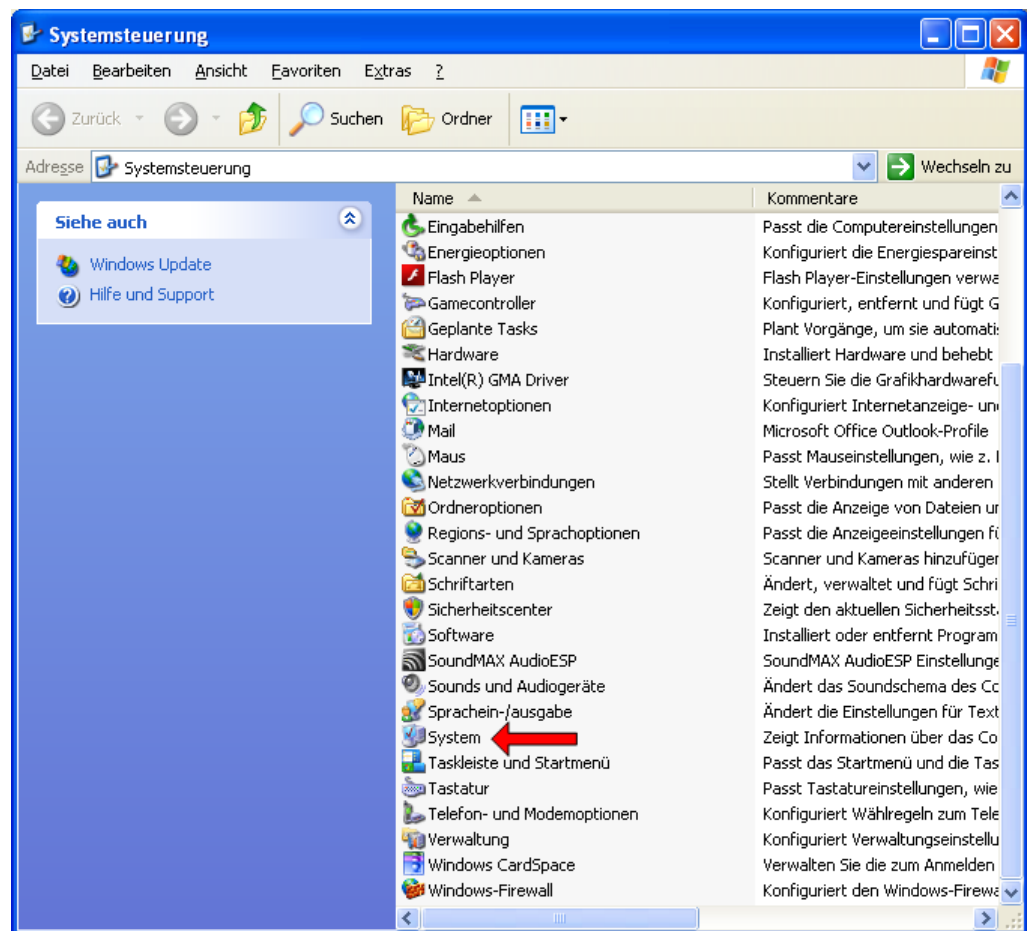 Systemsteuerung
Datei Bearbeiten Ansicht Favoriten Extras ?
Zurück Suchen Ordner
Adresse Systemsteuerung Wechseln zu
Name Kommentare
Siehe auch
Windows Update
Hilfe und Support
Eingabehilfen Passt die Computereinstellungen
Energieoptionen Konfiguriert die Energiespareinst
Flash Player Flash Player-Einstellungen verwa
Gamecontroller Konfiguriert, entfernt und fügt G
Geplante Tasks Plant Vorgänge, um sie automatis
Hardware Installiert Hardware und behebt
Intel(R) GMA Driver Steuern Sie die Grafikhardwarefu
Internetoptionen Konfiguriert Internetanzeige- und
Mail Microsoft Office Outlook-Profile
Maus Passt Mauseinstellungen, wie z. B
Netzwerkverbindungen Stellt Verbindungen mit anderen
Ordneroptionen Passt die Anzeige von Dateien un
Regions- und Sprachoptionen Passt die Anzeigeeinstellungen fü
Scanner und Kameras Scanner und Kameras hinzufügen
Schriftarten Ändert, verwaltet und fügt Schri
Sicherheitscenter Zeigt den aktuellen Sicherheitsst
Software Installiert oder entfernt Program
SoundMAX AudioESP SoundMAX AudioESP Einstellunge
Sounds und Audiogeräte Ändert das Soundschema des Co
Sprachein-/ausgabe Ändert die Einstellungen für Text
System Zeigt Informationen über das Co
Taskleiste und Startmenü Passt das Startmenü und die Tas
Tastatur Passt Tastatureinstellungen, wie
Telefon- und Modemoptionen Konfiguriert Wählregeln zum Tele
Verwaltung Konfiguriert Verwaltungseinstellu
Windows CardSpace Verwalten Sie die zum Anmelden
Windows-Firewall Konfiguriert den Windows-Firewa